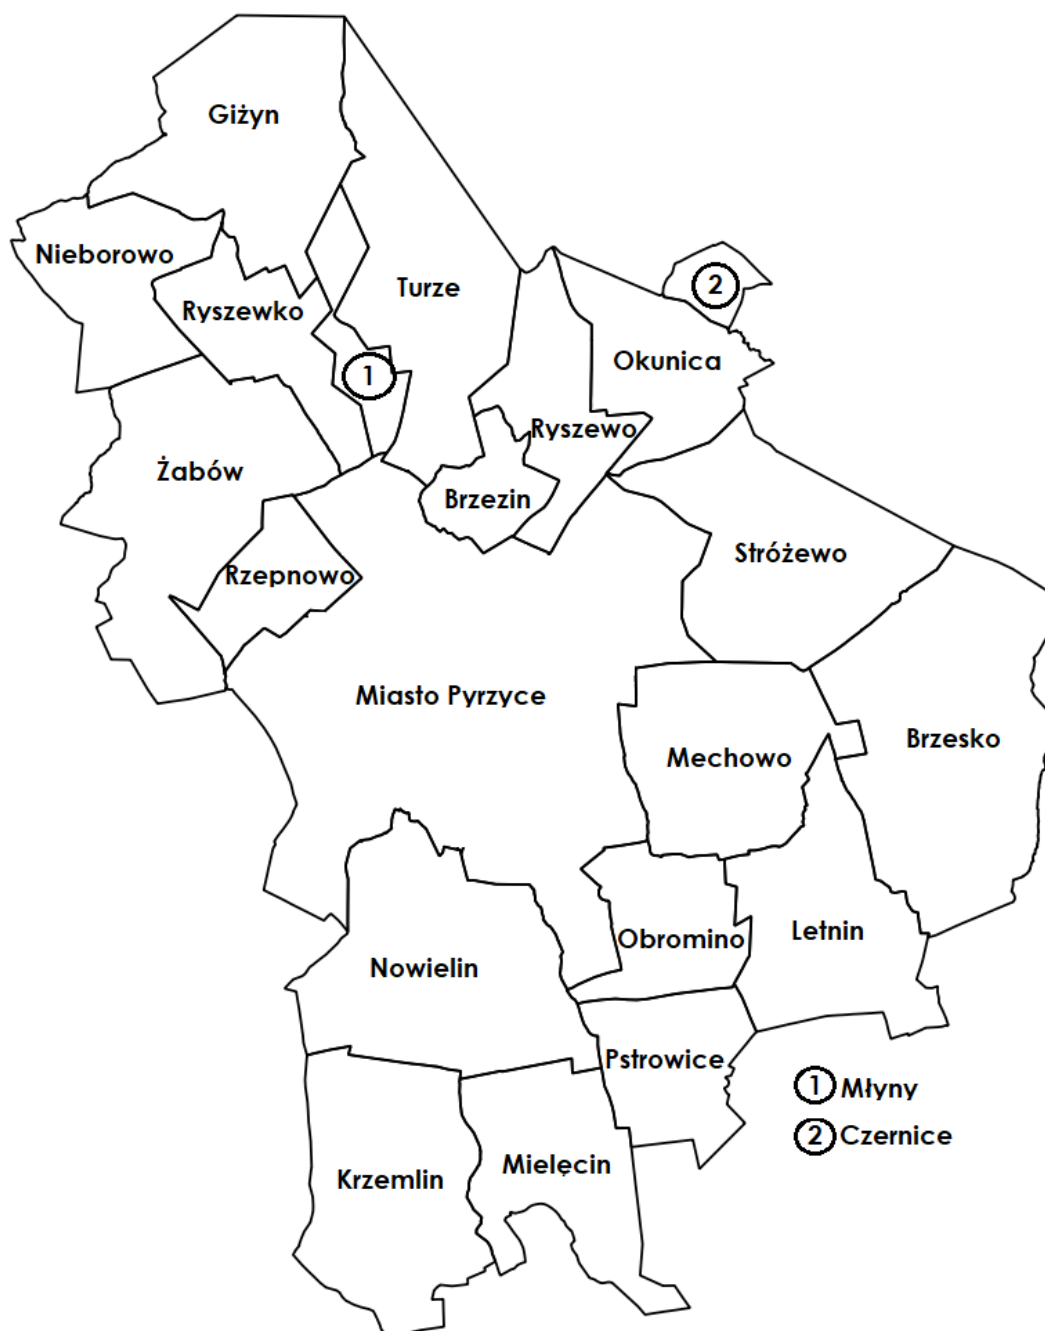 Giżyn
Nieborowo
Turze
2
Ryszewko
Okunica
1
Ryszewo
Żabów
Brzezin
Stróżewo
Rzepnowo
Miasto Pyrzyce
Brzesko
Mechowo
Letnin
Obromino
Nowielin
Pstrowice
1 Młyny
2 Czernice
Mielęcin
Krzemlin